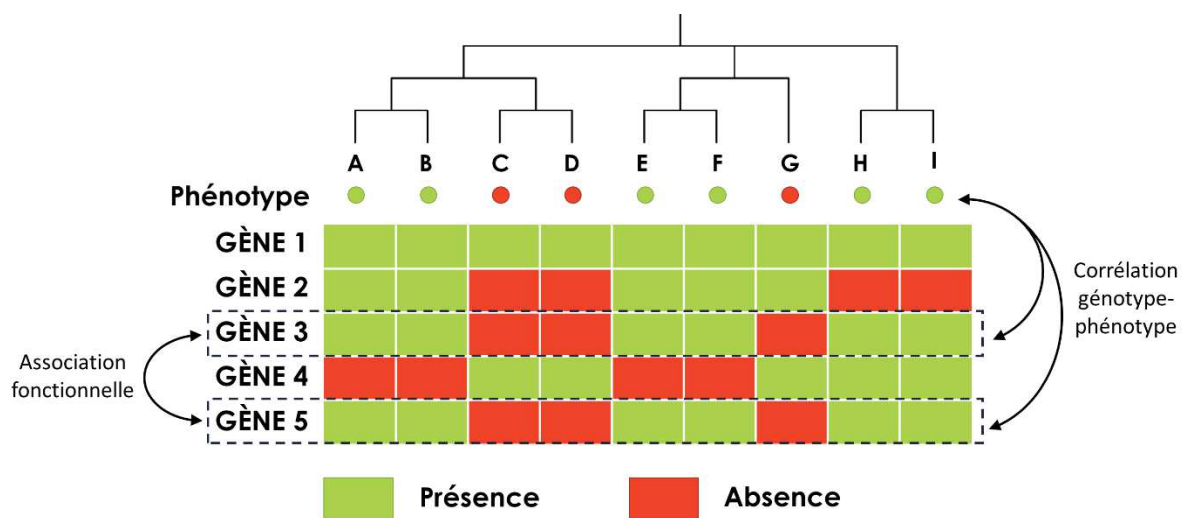 A B C D E F G H I
Phénotype
GÈNE 1
GÈNE 2
GÈNE 3
GÈNE 4
GÈNE 5
Association
fonctionnelle
Corrélation
génotype-
phénotype
Présence
Absence